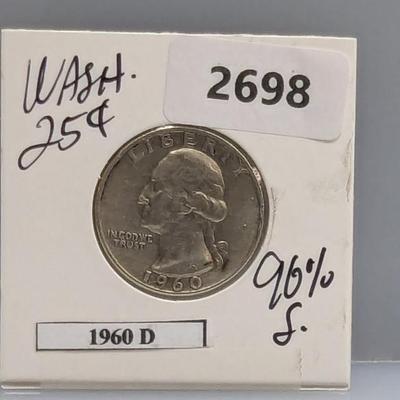 WASH.
25¢
2698
LIBERTY
IN GOD WE
TRUST
1960
90%
S.
1960 D